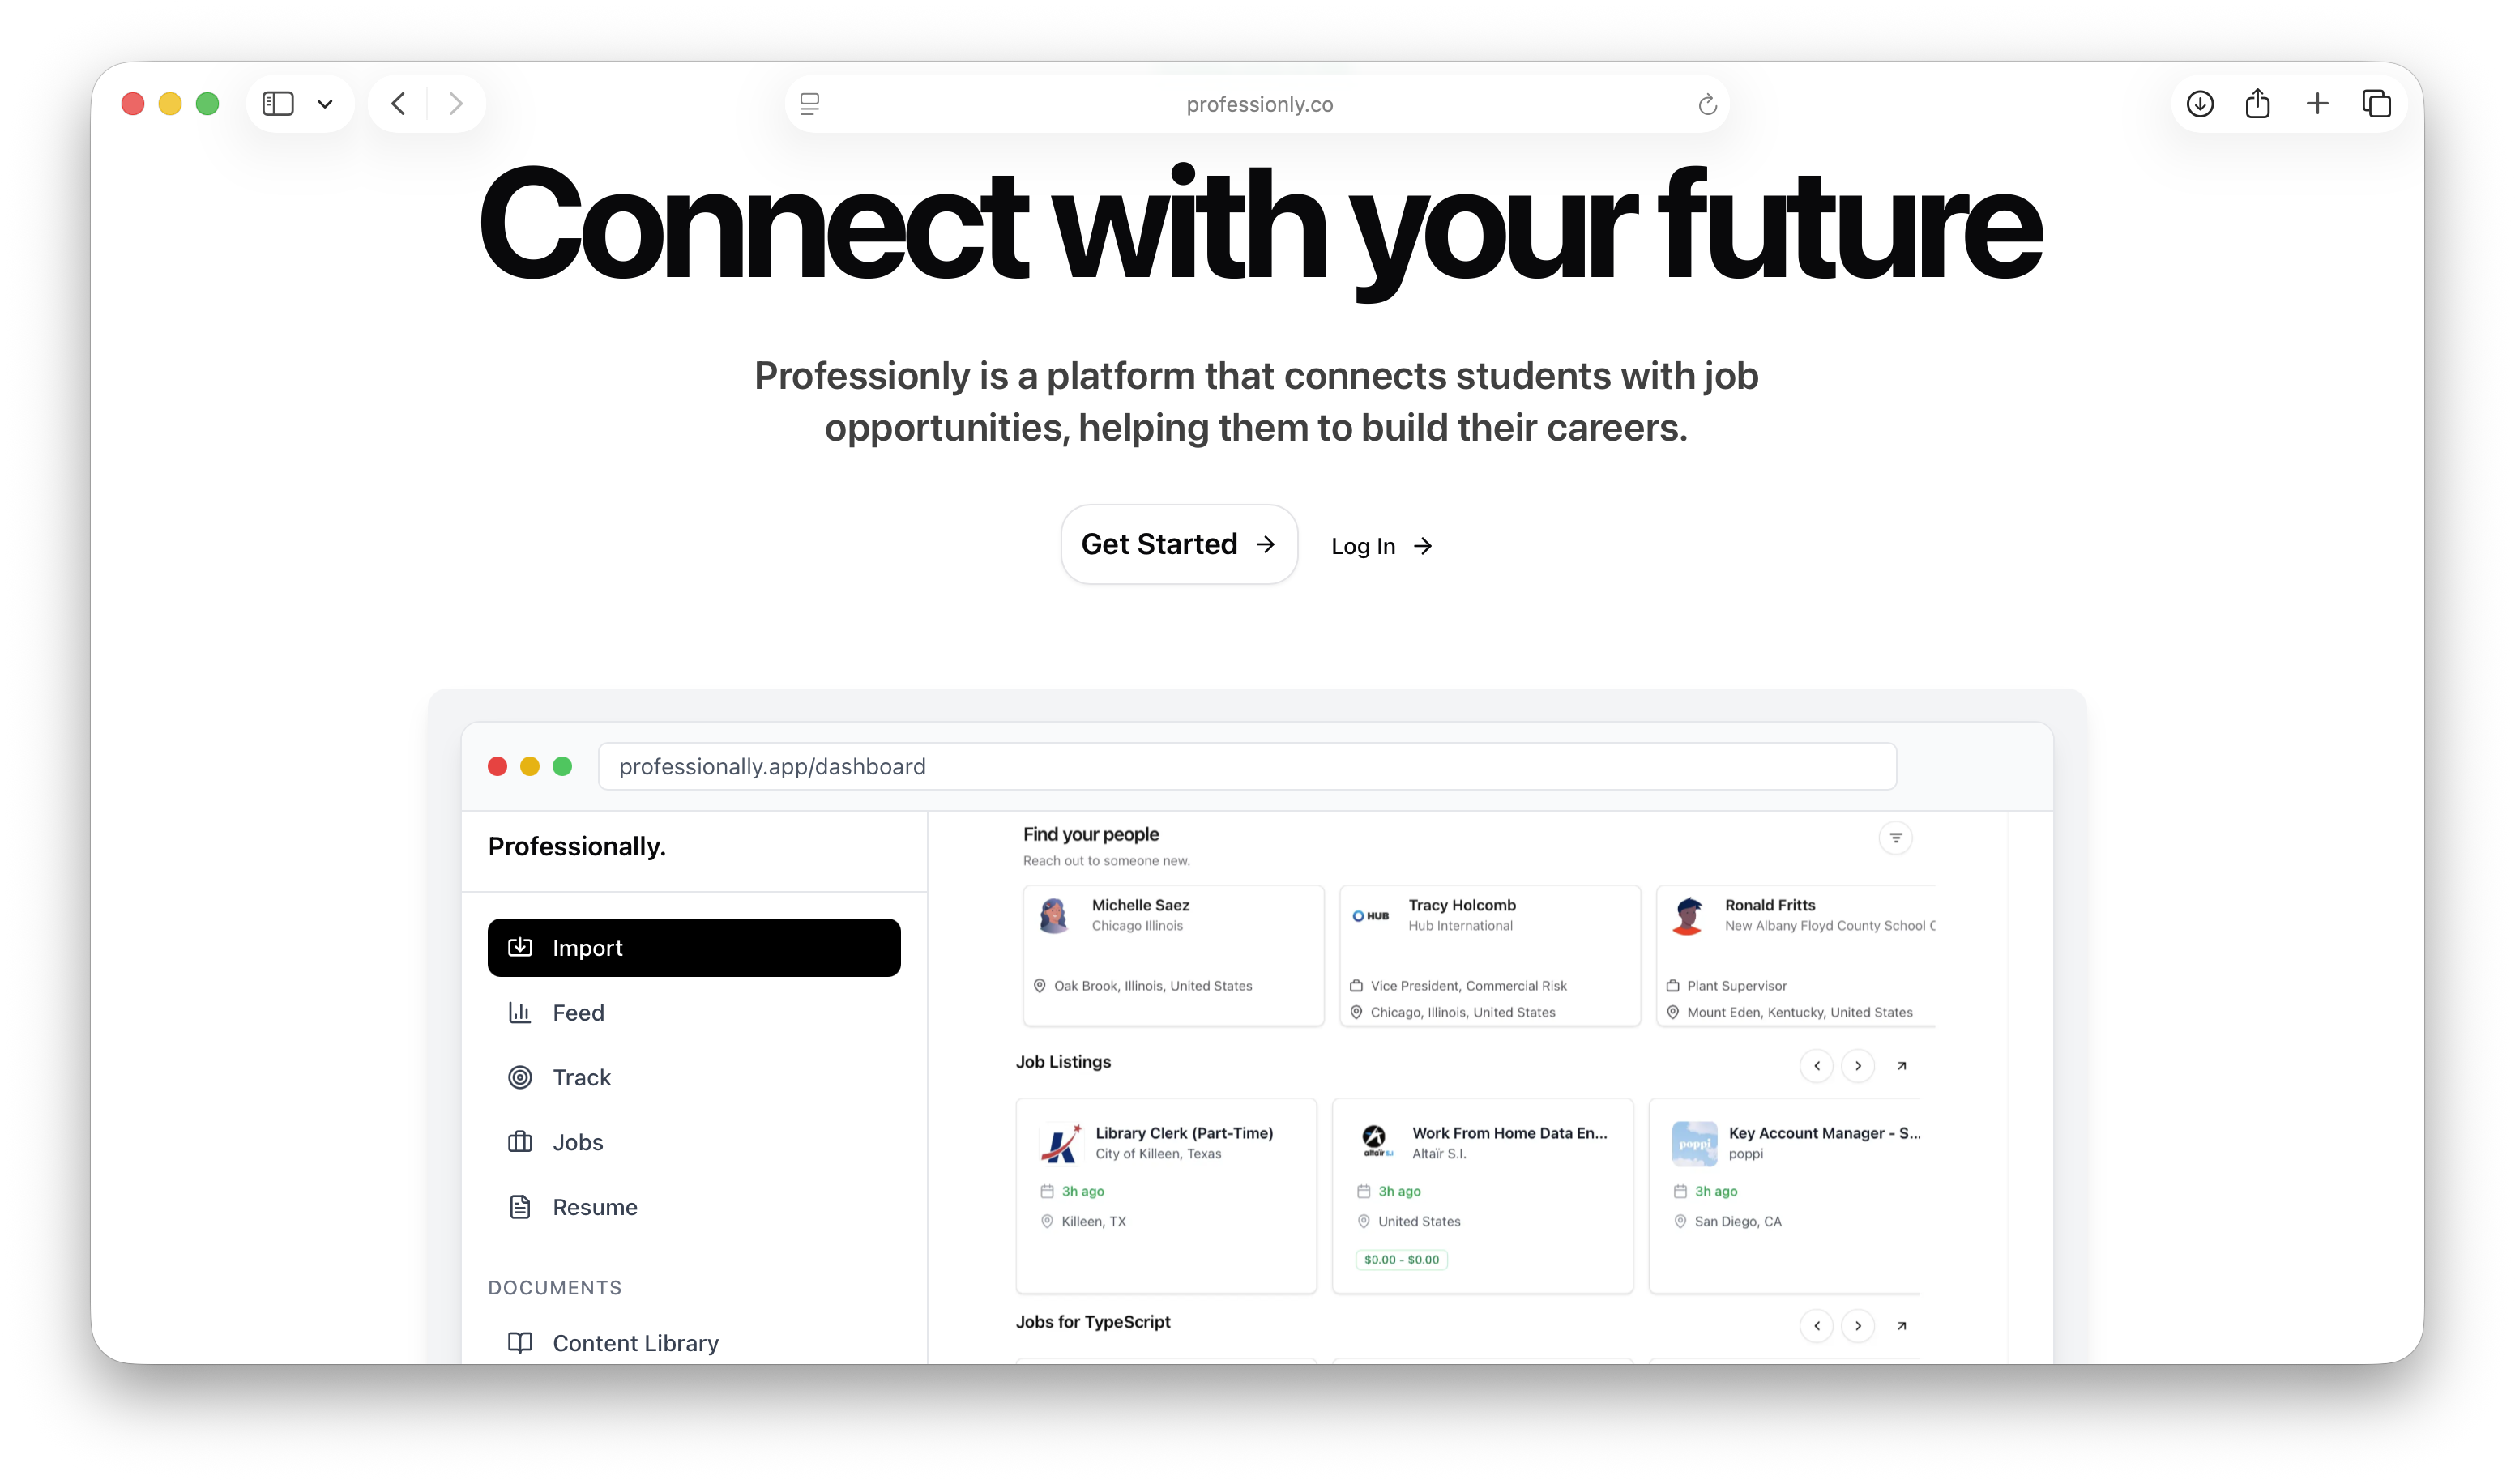 professionly.co
Connect with your future
Professionly is a platform that connects students with job
opportunities, helping them to build their careers.
Get Started
Log In
professionally.app/dashboard
Professionally.
Import
Feed
Track
Jobs
Resume
DOCUMENTS
Content Library
Find your people
Reach out to someone new.
Michelle Saez
Chicago Illinois
Oak Brook, Illinois, United States
HUB
Tracy Holcomb
Hub International
Vice President, Commercial Risk
Chicago, Illinois, United States
Ronald Fritts
New Albany Floyd County School C
Plant Supervisor
Mount Eden, Kentucky, United States
Job Listings
K
Library Clerk (Part-Time)
City of Killeen, Texas
3h ago
Killeen, TX
altaïr s.i.
Work From Home Data En...
Altaïr S.I.
3h ago
United States
$0.00 - $0.00
poppi
Key Account Manager - S...
poppi
3h ago
San Diego, CA
Jobs for TypeScript